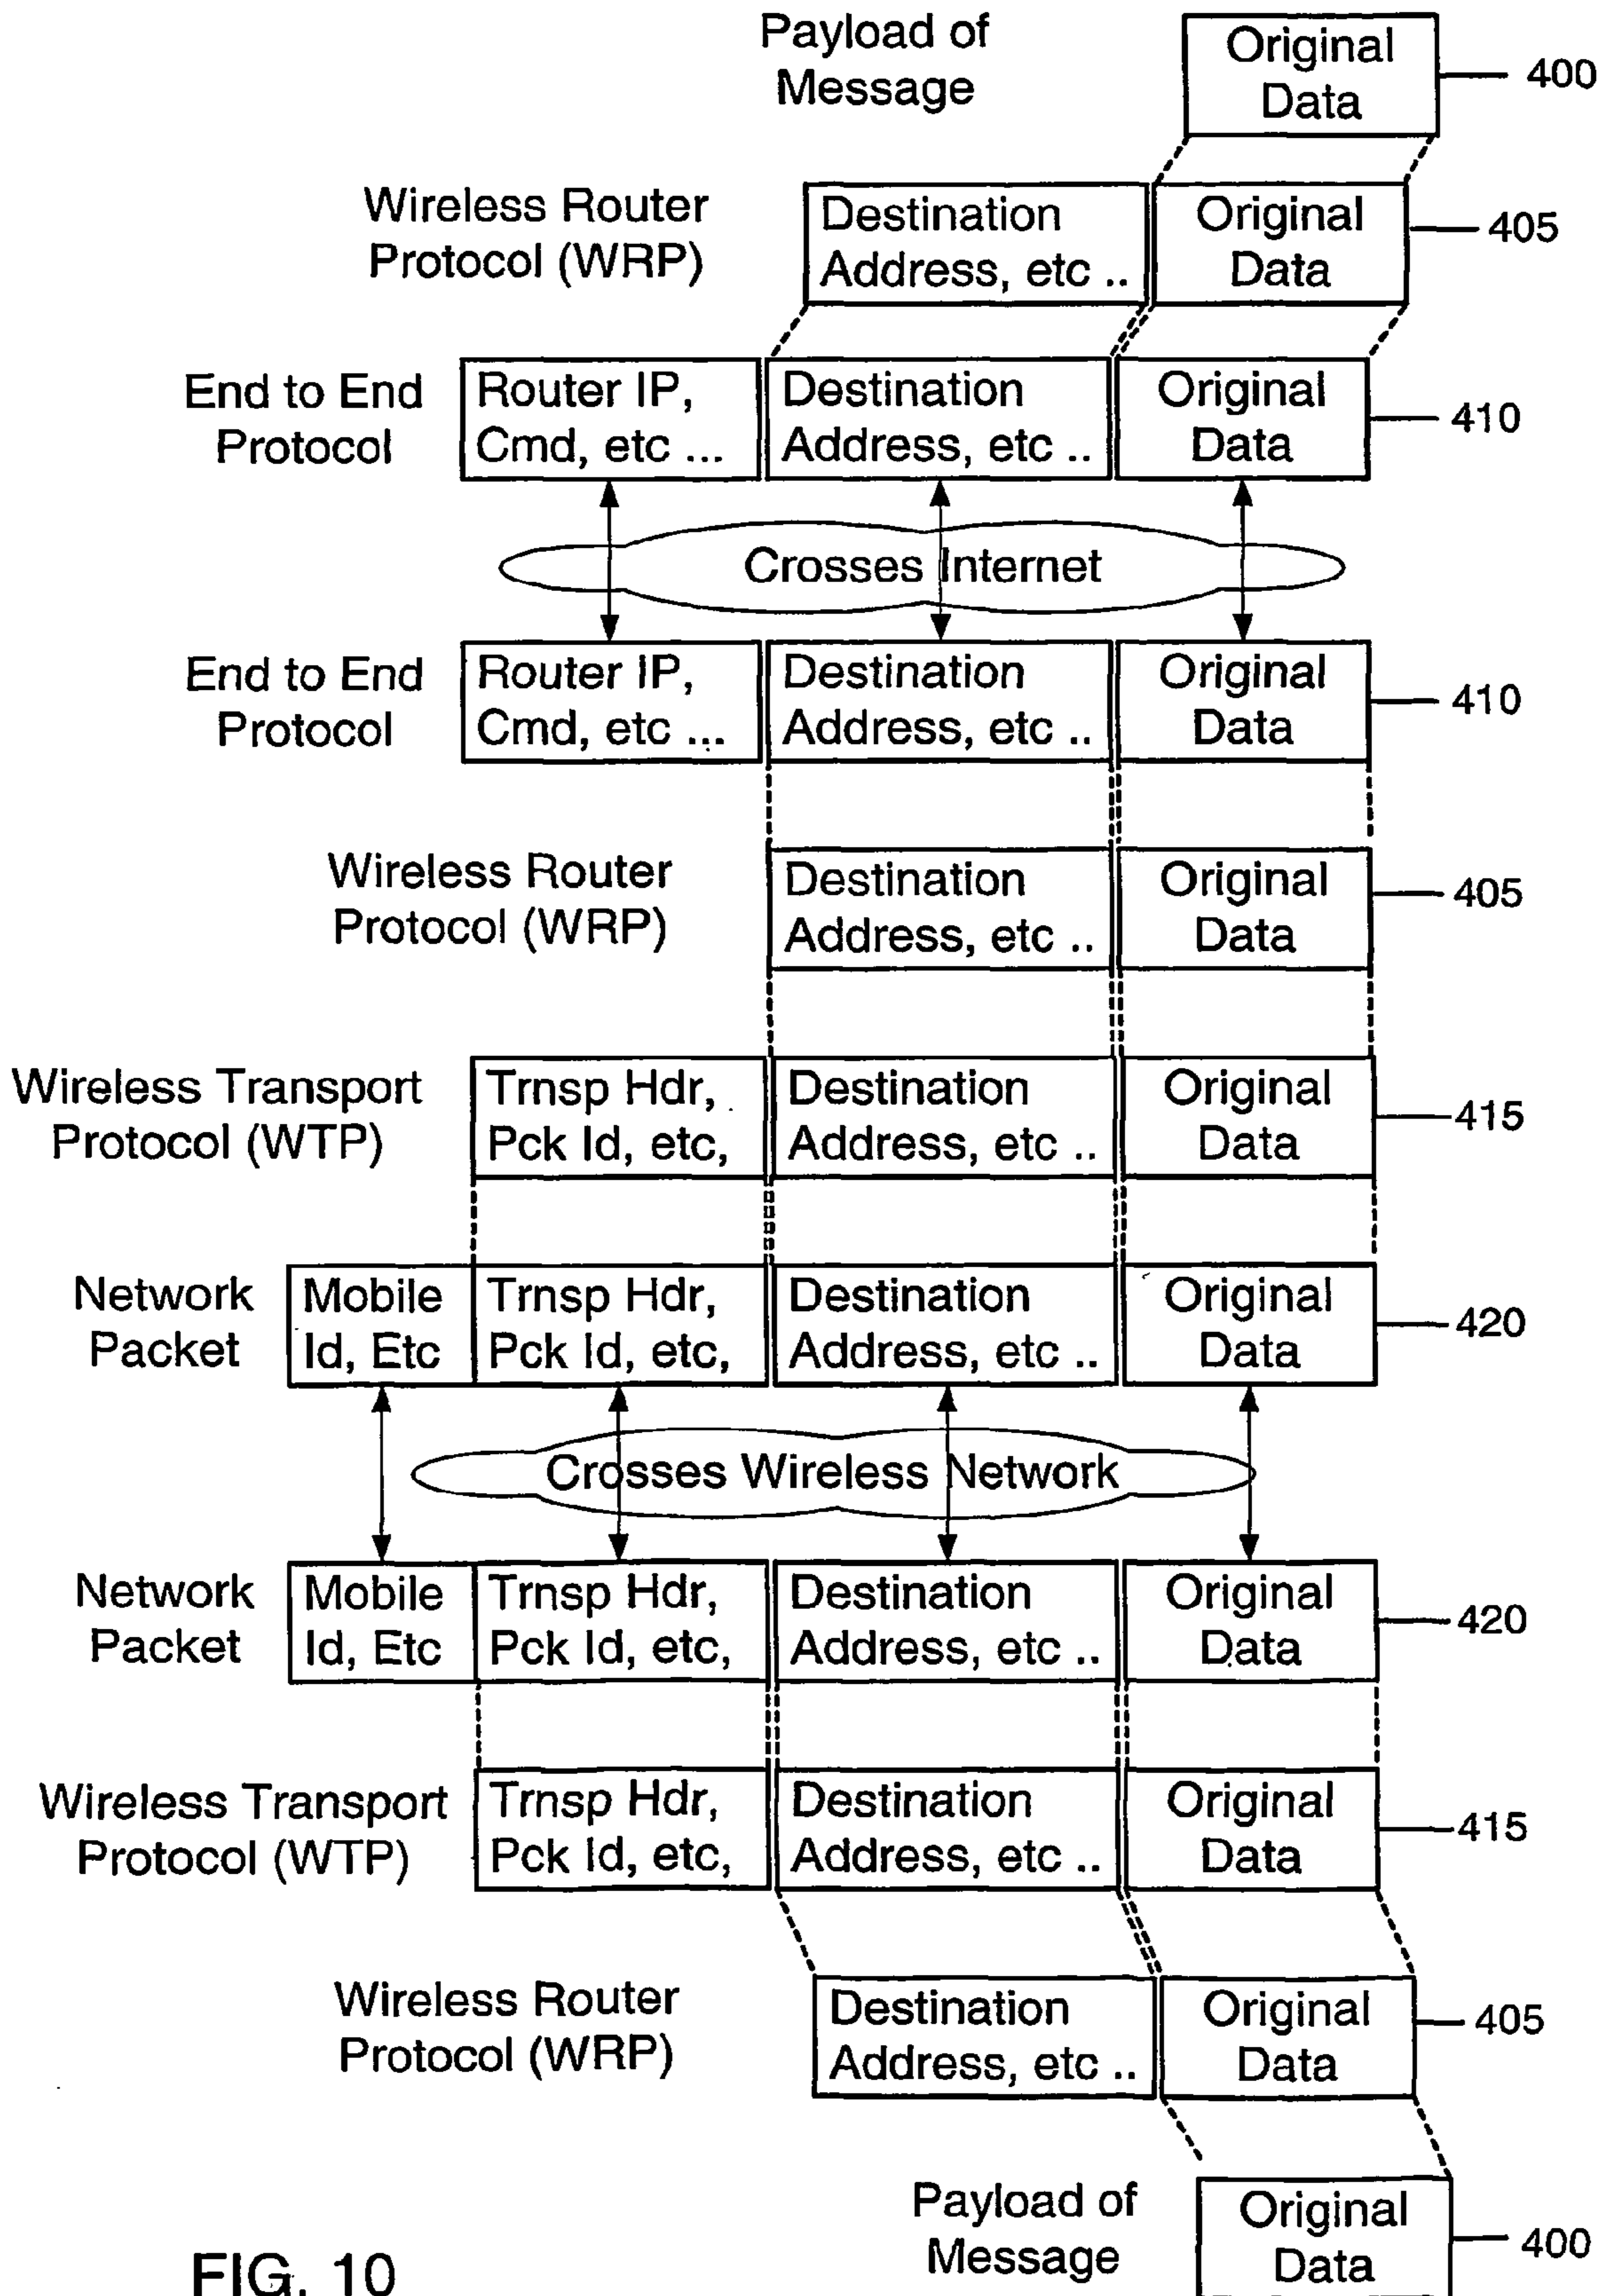 Payload of
Message
Original
Data
400
Wireless Router
Protocol (WRP)
Destination
Address, etc ..
Original
Data
405
End to End
Protocol
Router IP,
Cmd, etc ...
Destination
Address, etc ..
Original
Data
410
Crosses Internet
End to End
Protocol
Router IP,
Cmd, etc ...
Destination
Address, etc ..
Original
Data
410
Wireless Router
Protocol (WRP)
Destination
Address, etc ..
Original
Data
405
Wireless Transport
Protocol (WTP)
Trnsp Hdr,
Pck Id, etc,
Destination
Address, etc ..
Original
Data
415
Network
Packet
Mobile
Id, Etc
Trnsp Hdr,
Pck Id, etc,
Destination
Address, etc ..
Original
Data
420
Crosses Wireless Network
Network
Packet
Mobile
Id, Etc
Trnsp Hdr,
Pck Id, etc,
Destination
Address, etc ..
Original
Data
420
Wireless Transport
Protocol (WTP)
Trnsp Hdr,
Pck Id, etc,
Destination
Address, etc ..
Original
Data
415
Wireless Router
Protocol (WRP)
Destination
Address, etc ..
Original
Data
405
Payload of
Message
Original
Data
400
FIG. 10